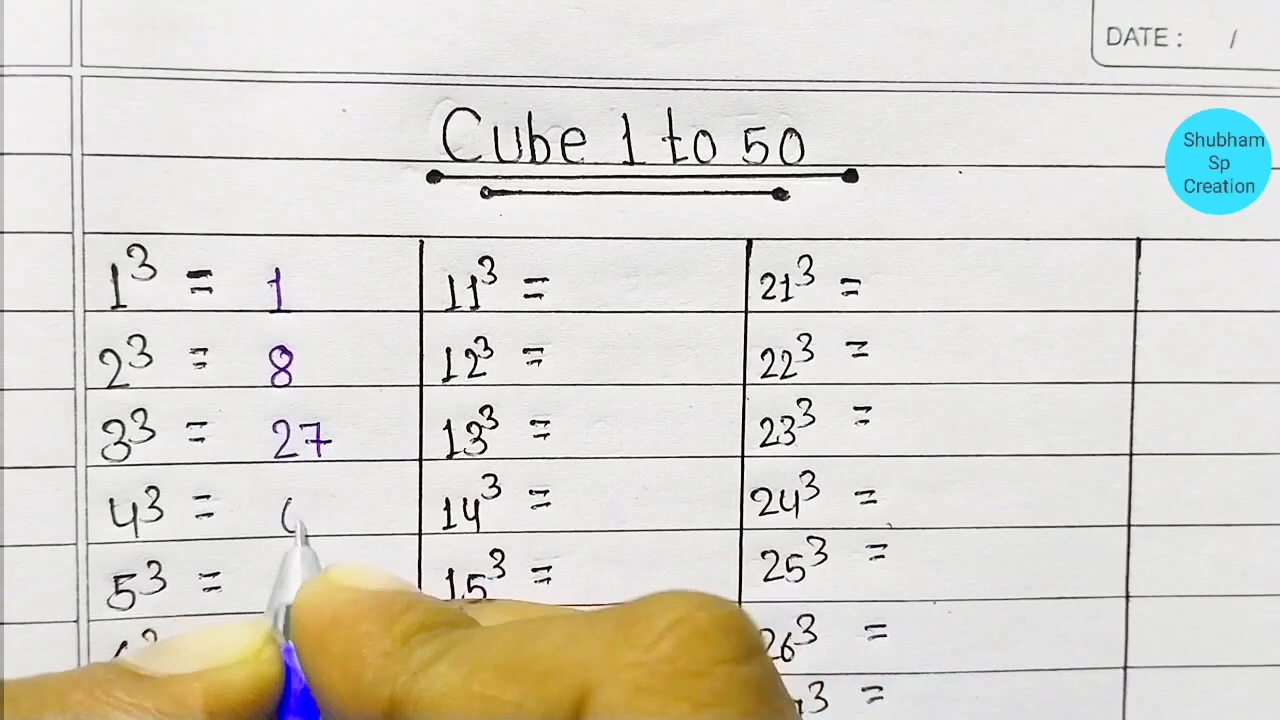 DATE: /
Cube 1 to 50
Shubham
Sp
Creation
1³ = 1
2³ = 8
3³ = 27
4³ =
5³ =
11³ =
12³ =
13³ =
14³ =
15³ =
21³ =
22³ =
23³ =
24³ =
25³ =
26³ =